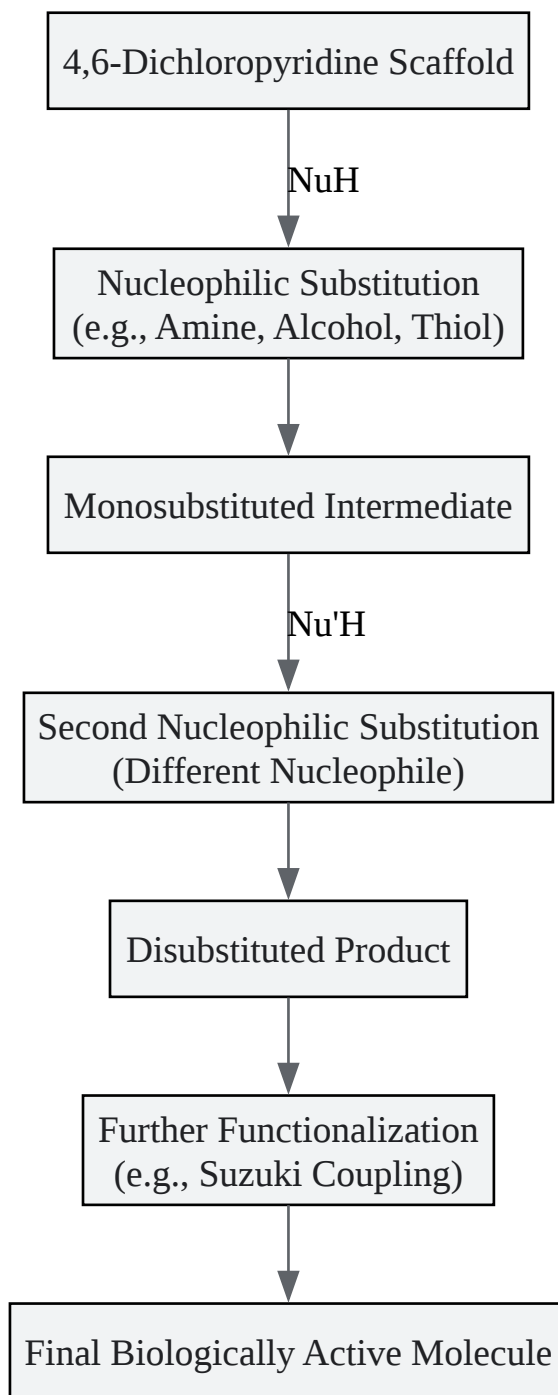 4,6-Dichloropyridine Scaffold
NuH
Nucleophilic Substitution
(e.g., Amine, Alcohol, Thiol)
Monosubstituted Intermediate
Nu'H
Second Nucleophilic Substitution
(Different Nucleophile)
Disubstituted Product
Further Functionalization
(e.g., Suzuki Coupling)
Final Biologically Active Molecule